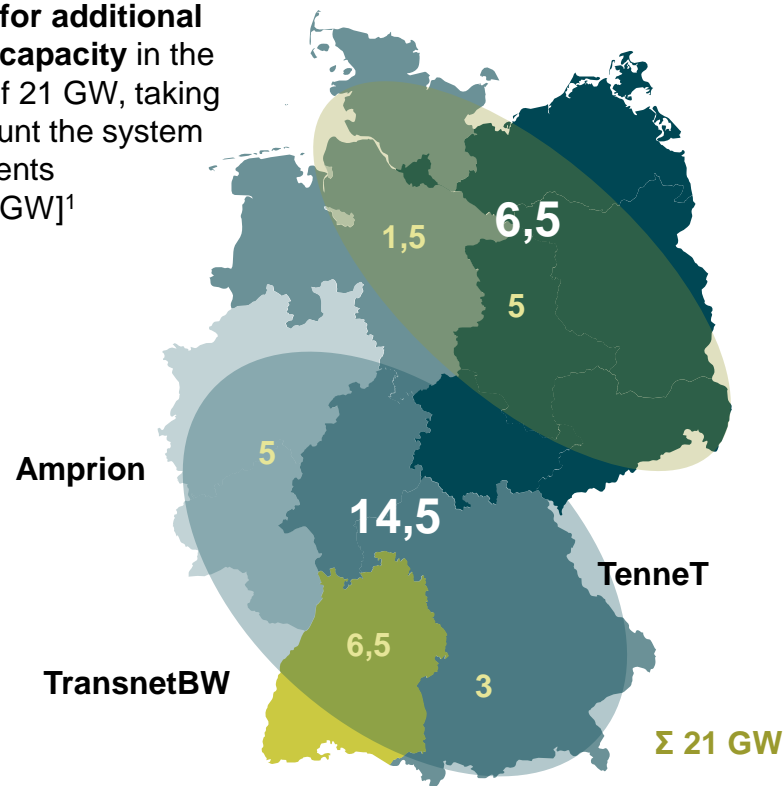 for additional
capacity in the
f 21 GW, taking
unt the system
ents
GW]1
6,5
1,5
5
Amprion
5
14,5
TenneT
6,5
TransnetBW
3
Σ 21 GW